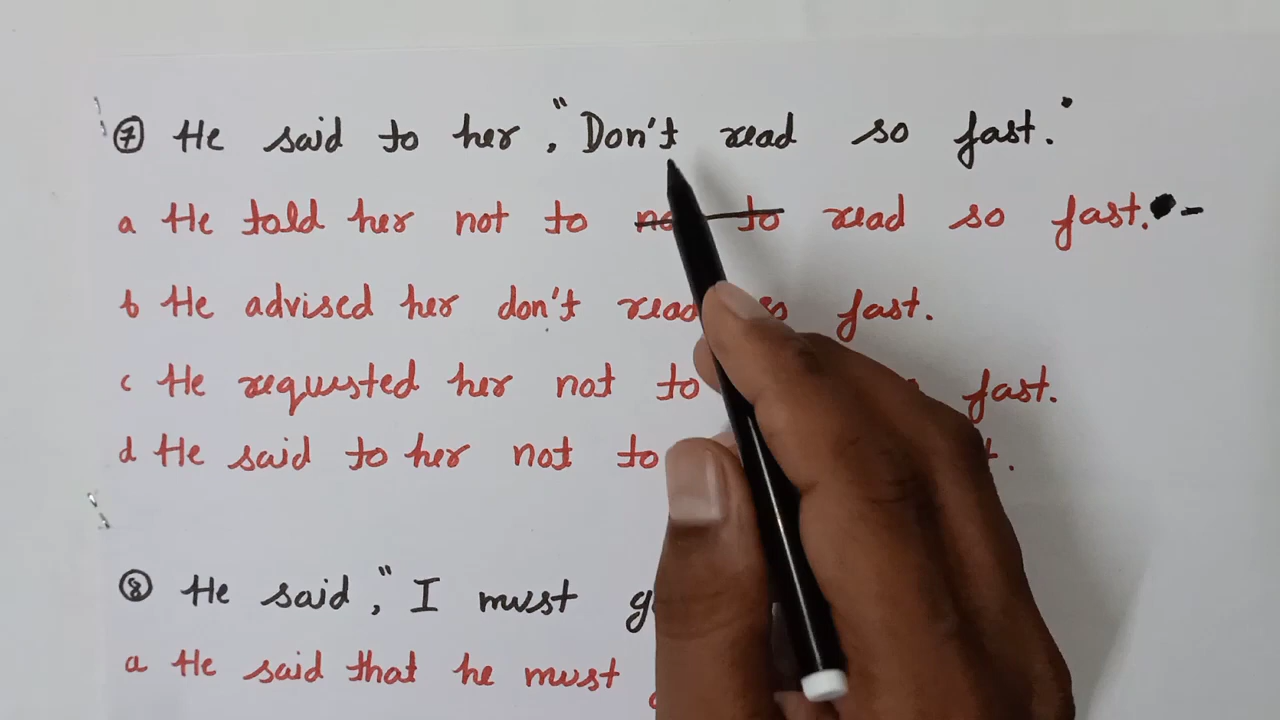 ⑦ He said to her, "Don't read so fast."
a He told her not to read so fast.
b He advised her don't read so fast.
c He requested her not to fast.
d He said to her not to
⑧ He said, "I must
a He said that he must